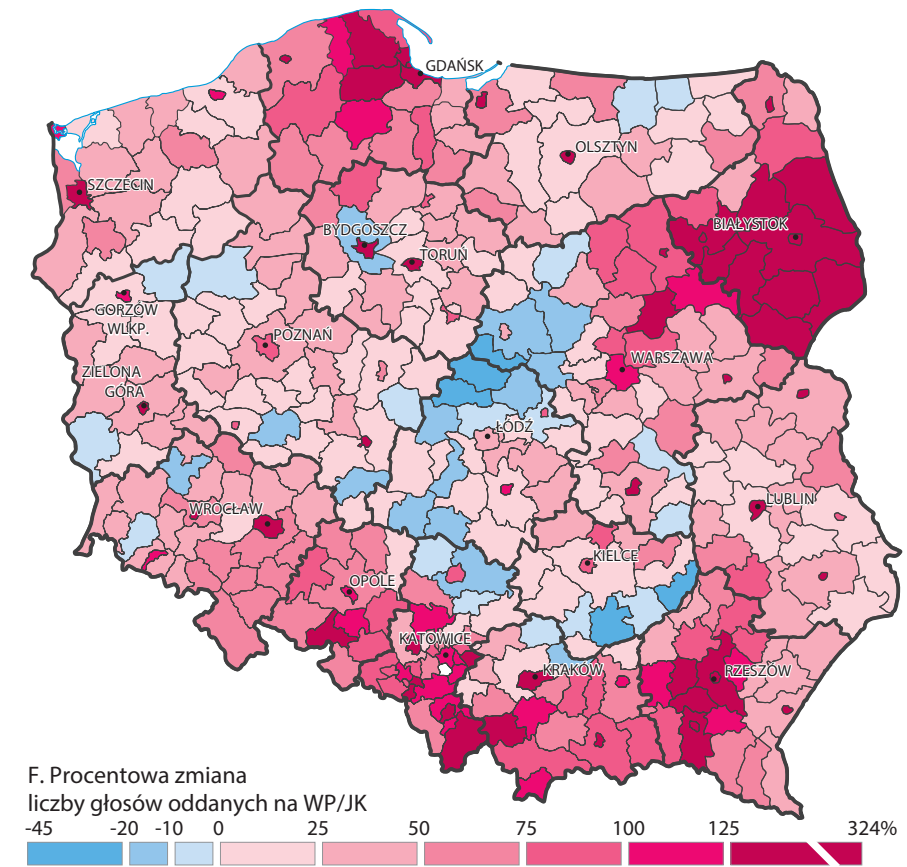 GDAŃSK
OLSZTYN
SZCZECIN
BIAŁYSTOK
BYDGOSZCZ
TORUŃ
GORZÓW
WLKP.
POZNAŃ
WARSZAWA
ZIELONA
GÓRA
ŁÓDŹ
WROCŁAW
LUBLIN
KIELCE
OPOLE
KATOWICE
KRAKÓW
RZESZÓW
F. Procentowa zmiana
liczby głosów oddanych na WP/JK
-45 -20 -10 0 25 50 75 100 125 324%